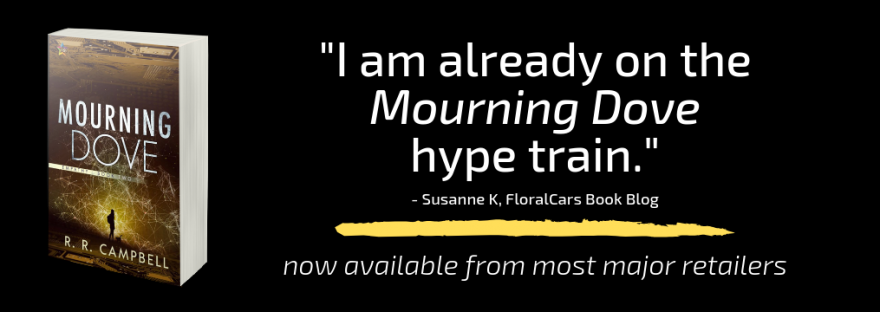 MOURNING
DOVE
R. R. CAMPBELL
"I am already on the
Mourning Dove
hype train."
- Susanne K, FloralCars Book Blog
now available from most major retailers